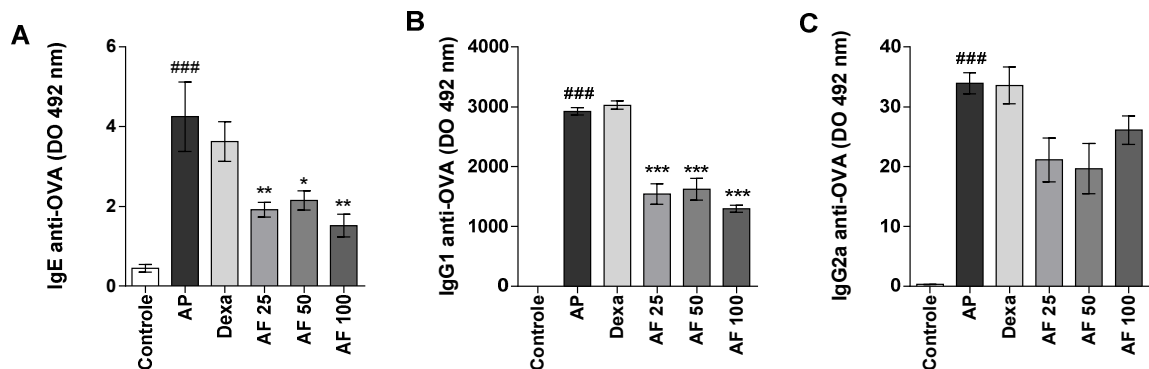 A
IgE anti-OVA (DO 492 nm)
6
4
2
0
###
**
*
**
Controle
AP
Dexa
AF 25
AF 50
AF 100
B
IgG1 anti-OVA (DO 492 nm)
4000
3000
2000
1000
0
###
***
***
***
Controle
AP
Dexa
AF 25
AF 50
AF 100
C
IgG2a anti-OVA (DO 492 nm)
40
30
20
10
0
###
Controle
AP
Dexa
AF 25
AF 50
AF 100